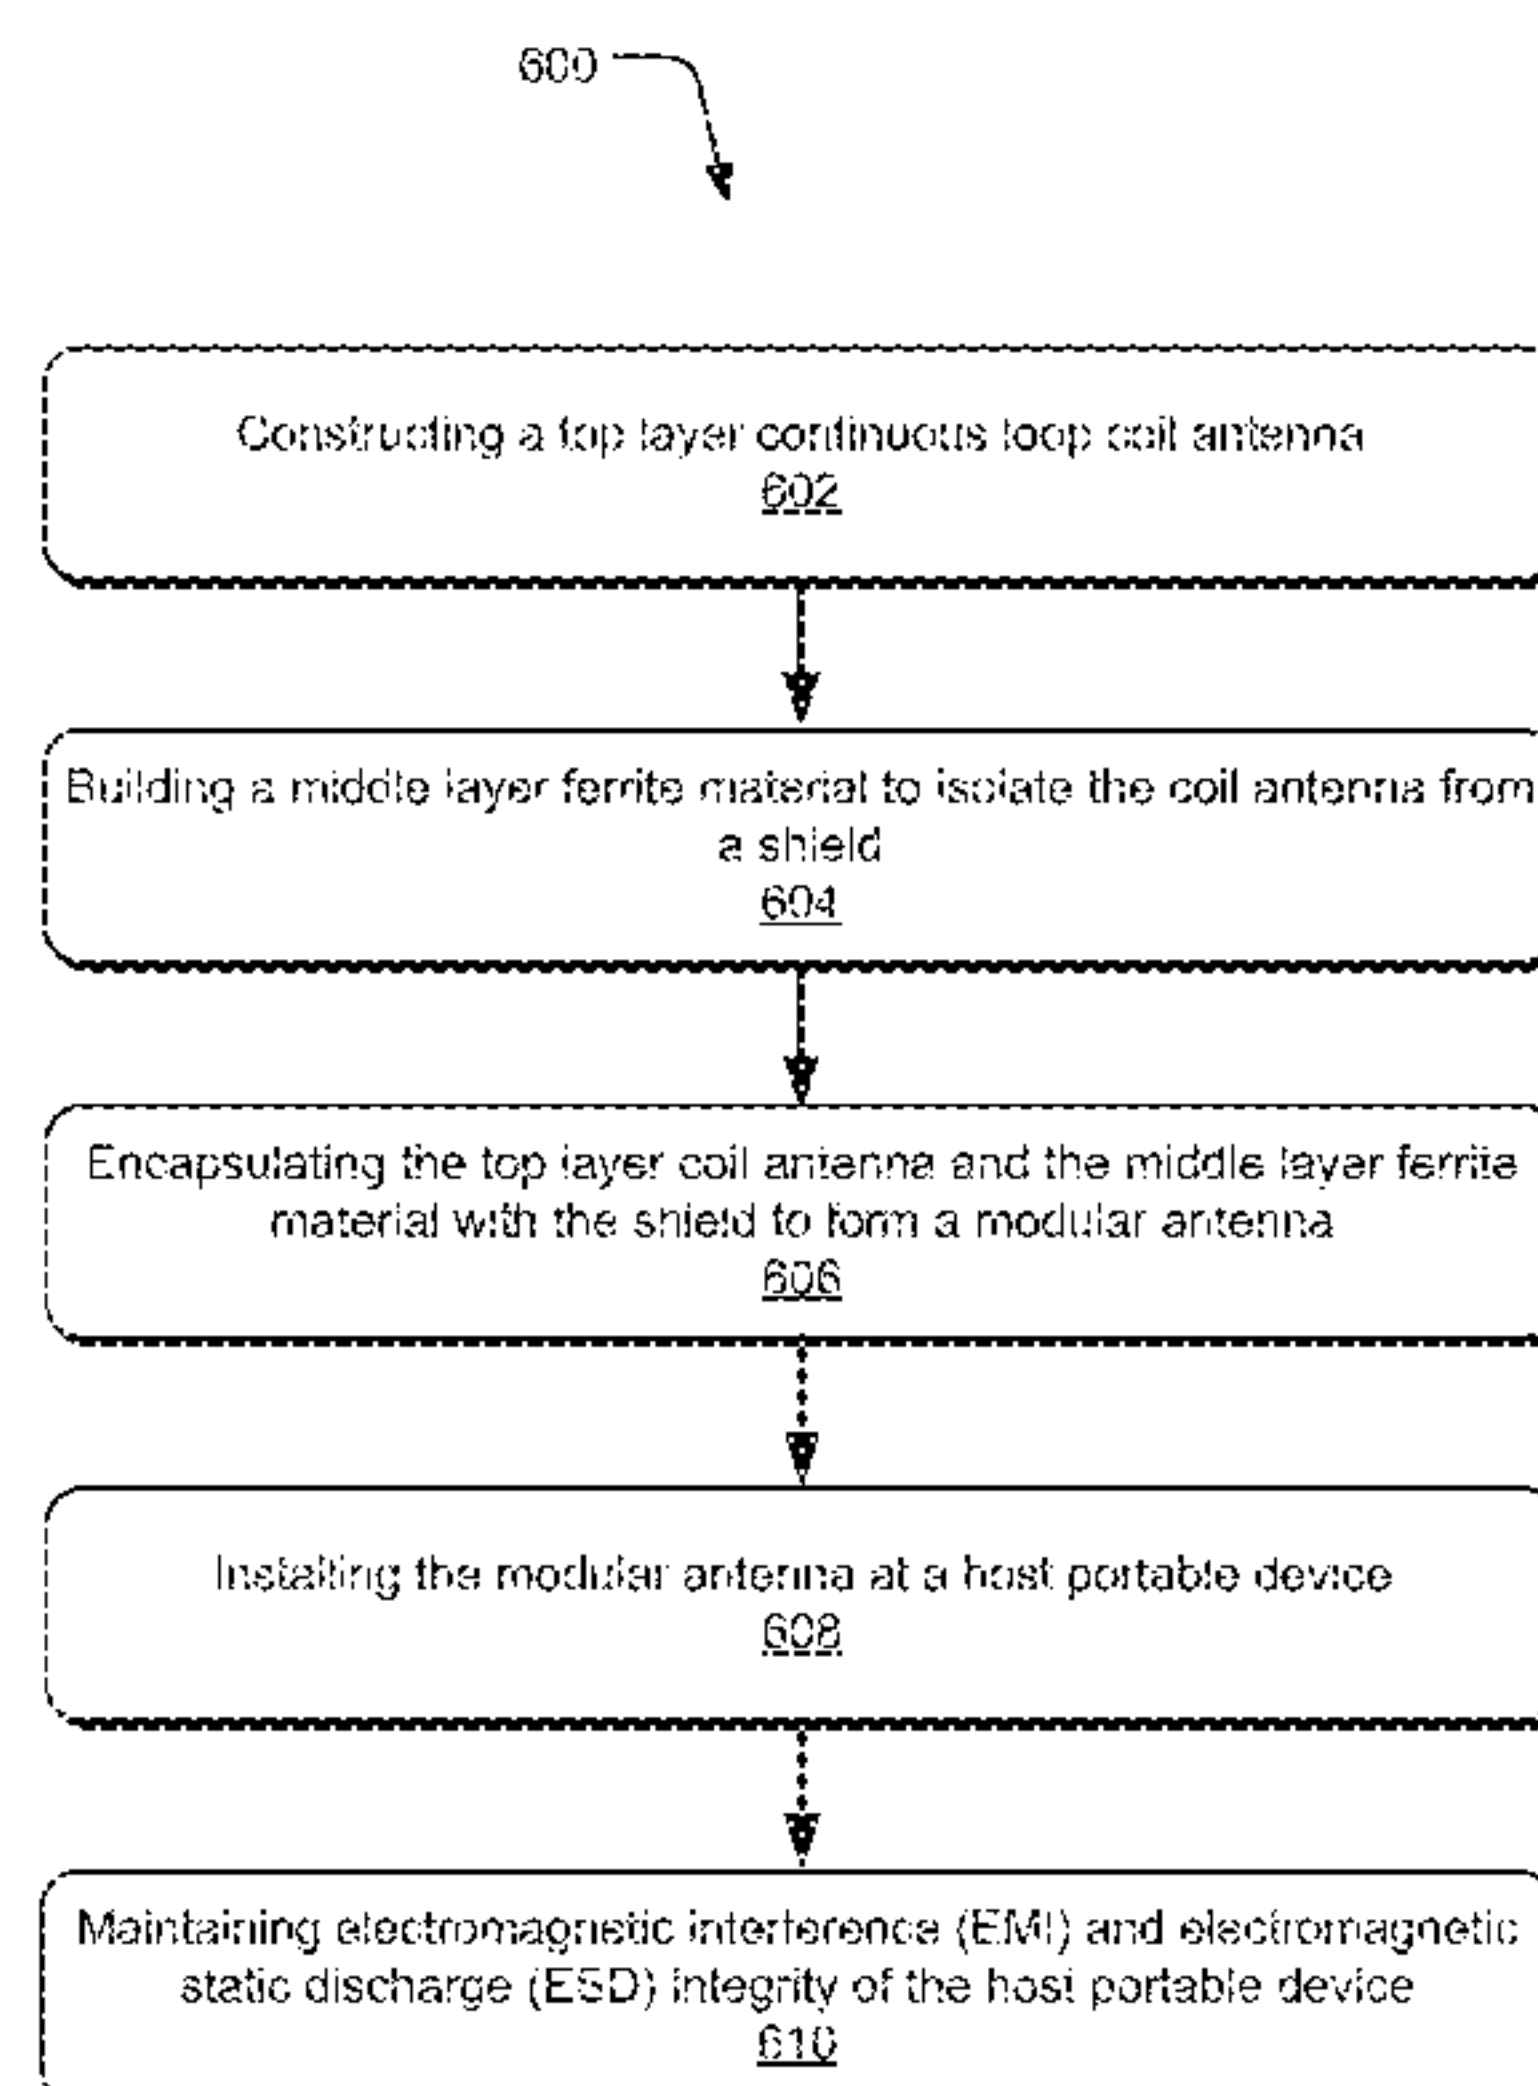 600
Constructing a top layer continuous loop coil antenna
602
Building a middle layer ferrite material to isolate the coil antenna from
a shield
604
Encapsulating the top layer coil antenna and the middle layer ferrite
material with the shield to form a modular antenna
606
Installing the modular antenna at a host portable device
608
Maintaining electromagnetic interference (EMI) and electromagnetic
static discharge (ESD) integrity of the host portable device
610